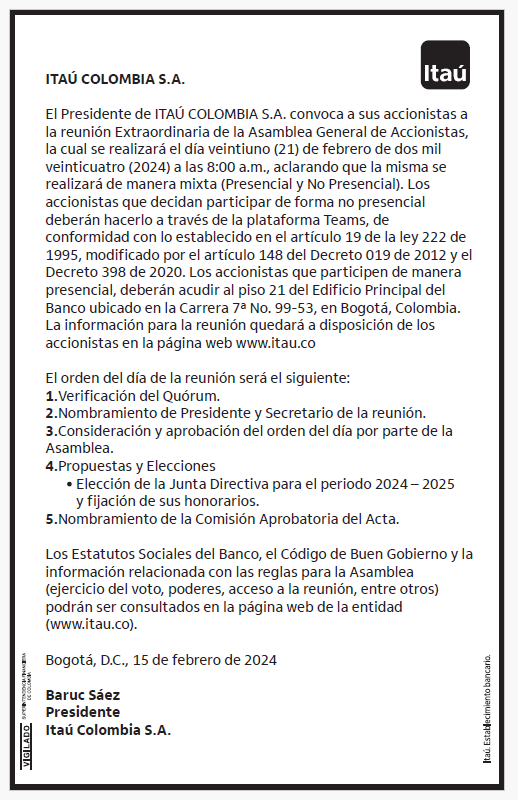 Itaú
ITAÚ COLOMBIA S.A.
El Presidente de ITAÚ COLOMBIA S.A. convoca a sus accionistas a
la reunión Extraordinaria de la Asamblea General de Accionistas,
la cual se realizará el día veintiuno (21) de febrero de dos mil
veinticuatro (2024) a las 8:00 a.m., aclarando que la misma se
realizará de manera mixta (Presencial y No Presencial). Los
accionistas que decidan participar de forma no presencial
deberán hacerlo a través de la plataforma Teams, de
conformidad con lo establecido en el artículo 19 de la ley 222 de
1995, modificado por el artículo 148 del Decreto 019 de 2012 y el
Decreto 398 de 2020. Los accionistas que participen de manera
presencial, deberán acudir al piso 21 del Edificio Principal del
Banco ubicado en la Carrera 7ª No. 99-53, en Bogotá, Colombia.
La información para la reunión quedará a disposición de los
accionistas en la página web www.itau.co
El orden del día de la reunión será el siguiente:
1.Verificación del Quórum.
2.Nombramiento de Presidente y Secretario de la reunión.
3.Consideración y aprobación del orden del día por parte de la
Asamblea.
4.Propuestas y Elecciones
• Elección de la Junta Directiva para el periodo 2024 – 2025
y fijación de sus honorarios.
5.Nombramiento de la Comisión Aprobatoria del Acta.
Los Estatutos Sociales del Banco, el Código de Buen Gobierno y la
información relacionada con las reglas para la Asamblea
(ejercicio del voto, poderes, acceso a la reunión, entre otros)
podrán ser consultados en la página web de la entidad
(www.itau.co).
Bogotá, D.C., 15 de febrero de 2024
Baruc Sáez
Presidente
Itaú Colombia S.A.
VIGILADO
SUPERINTENDENCIA FINANCIERA
DE COLOMBIA
Itaú. Establecimiento bancario.